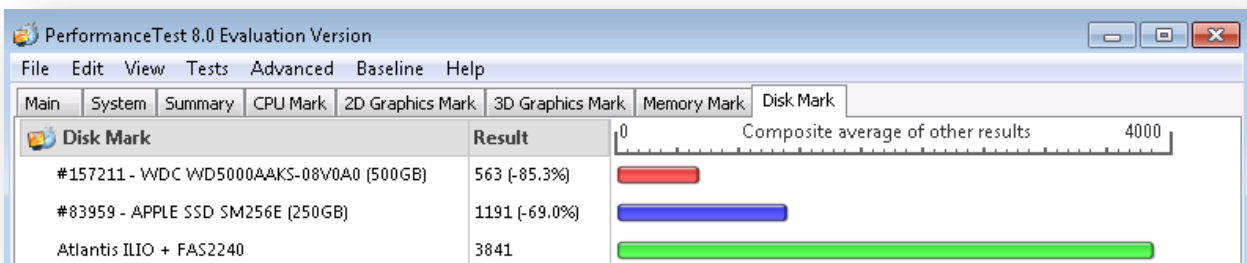 PerformanceTest 8.0 Evaluation Version
File Edit View Tests Advanced Baseline Help
Main System Summary CPU Mark 2D Graphics Mark 3D Graphics Mark Memory Mark Disk Mark
Disk Mark Result 0 Composite average of other results 4000
#157211 - WDC WD5000AAKS-08V0A0 (500GB) 563 (-85.3%)
#83959 - APPLE SSD SM256E (250GB) 1191 (-69.0%)
Atlantis ILIO + FAS2240 3841